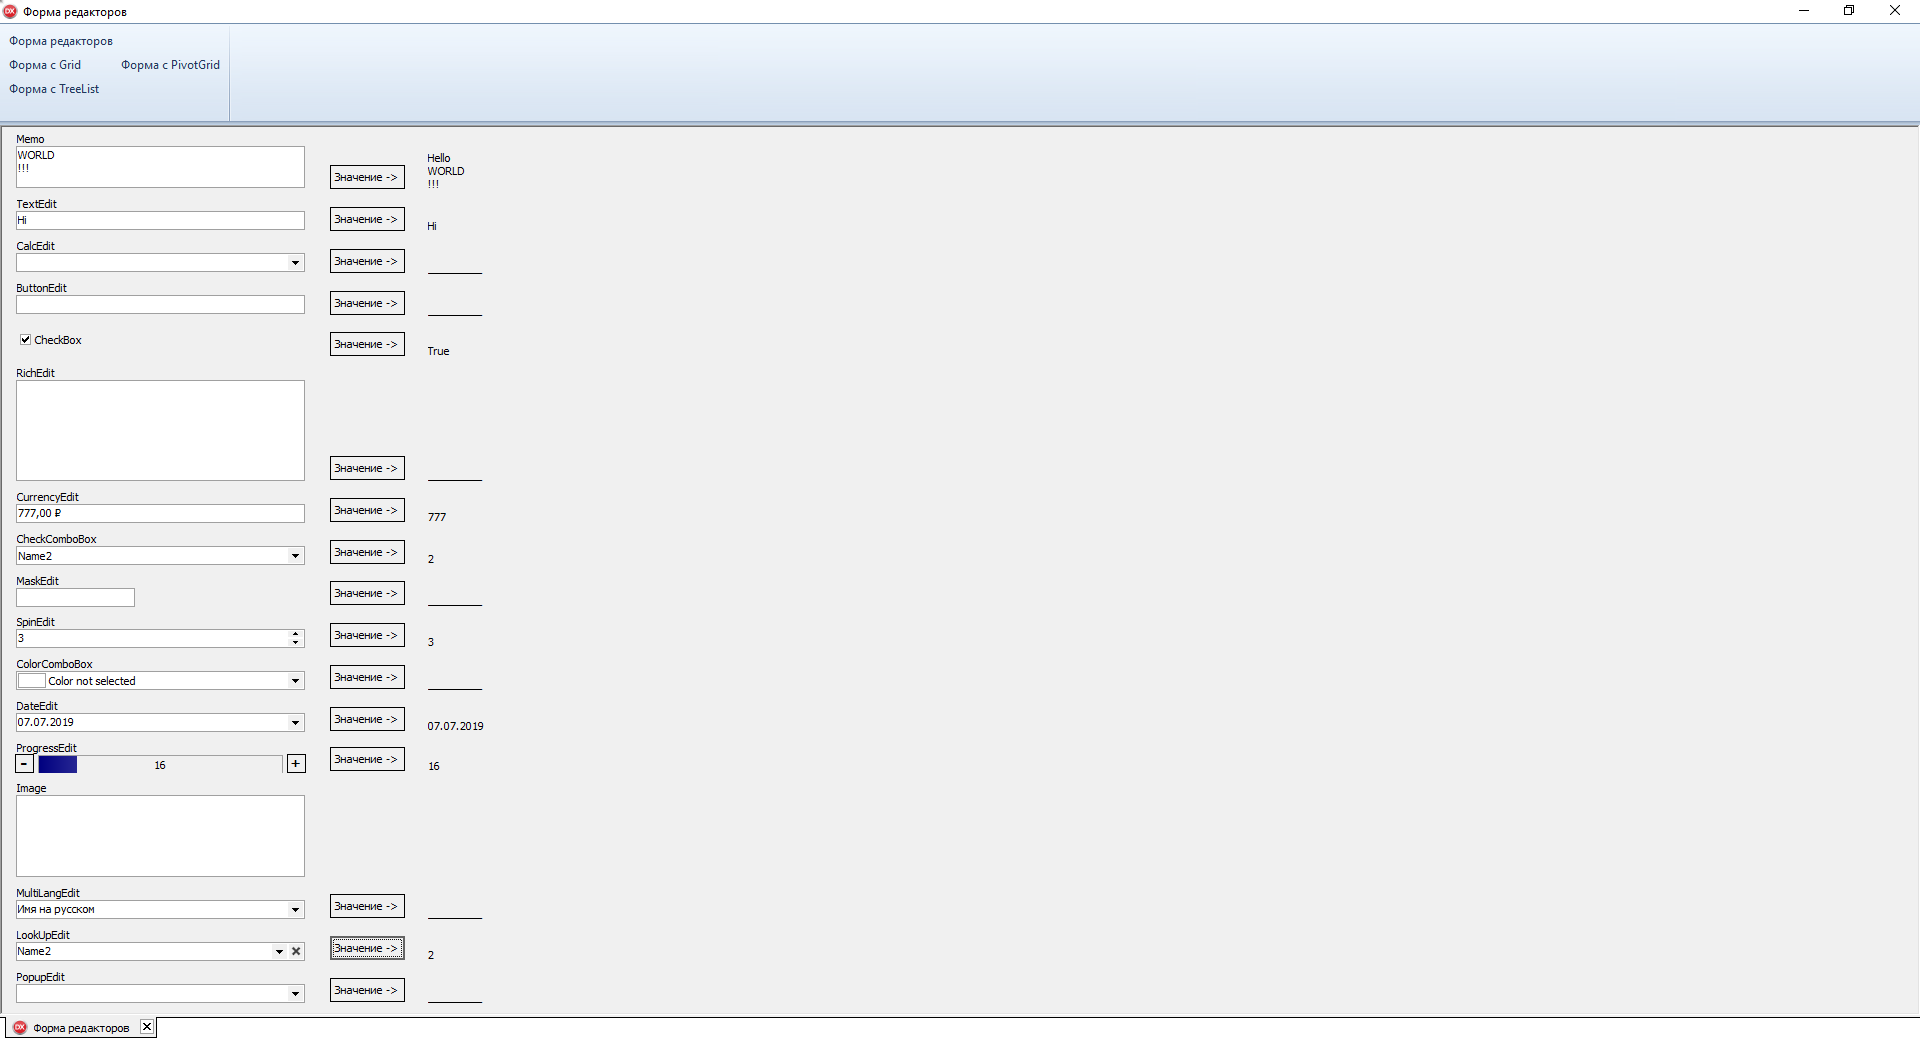 DX Форма редакторов
Форма редакторов
Форма с Grid Форма с PivotGrid
Форма с TreeList
Memo
WORLD
!!!
Значение ->
Hello
WORLD
!!!
TextEdit
Hi
Значение ->
Hi
CalcEdit
Значение ->
ButtonEdit
Значение ->
CheckBox
Значение ->
True
RichEdit
Значение ->
CurrencyEdit
777,00 ₽
Значение ->
777
CheckComboBox
Name2
Значение ->
2
MaskEdit
Значение ->
SpinEdit
3
Значение ->
3
ColorComboBox
Color not selected
Значение ->
DateEdit
07.07.2019
Значение ->
07.07.2019
ProgressEdit
- 16 +
Значение ->
16
Image
MultiLangEdit
Имя на русском
Значение ->
LookUpEdit
Name2
Значение ->
2
PopupEdit
Значение ->
DX Форма редакторов